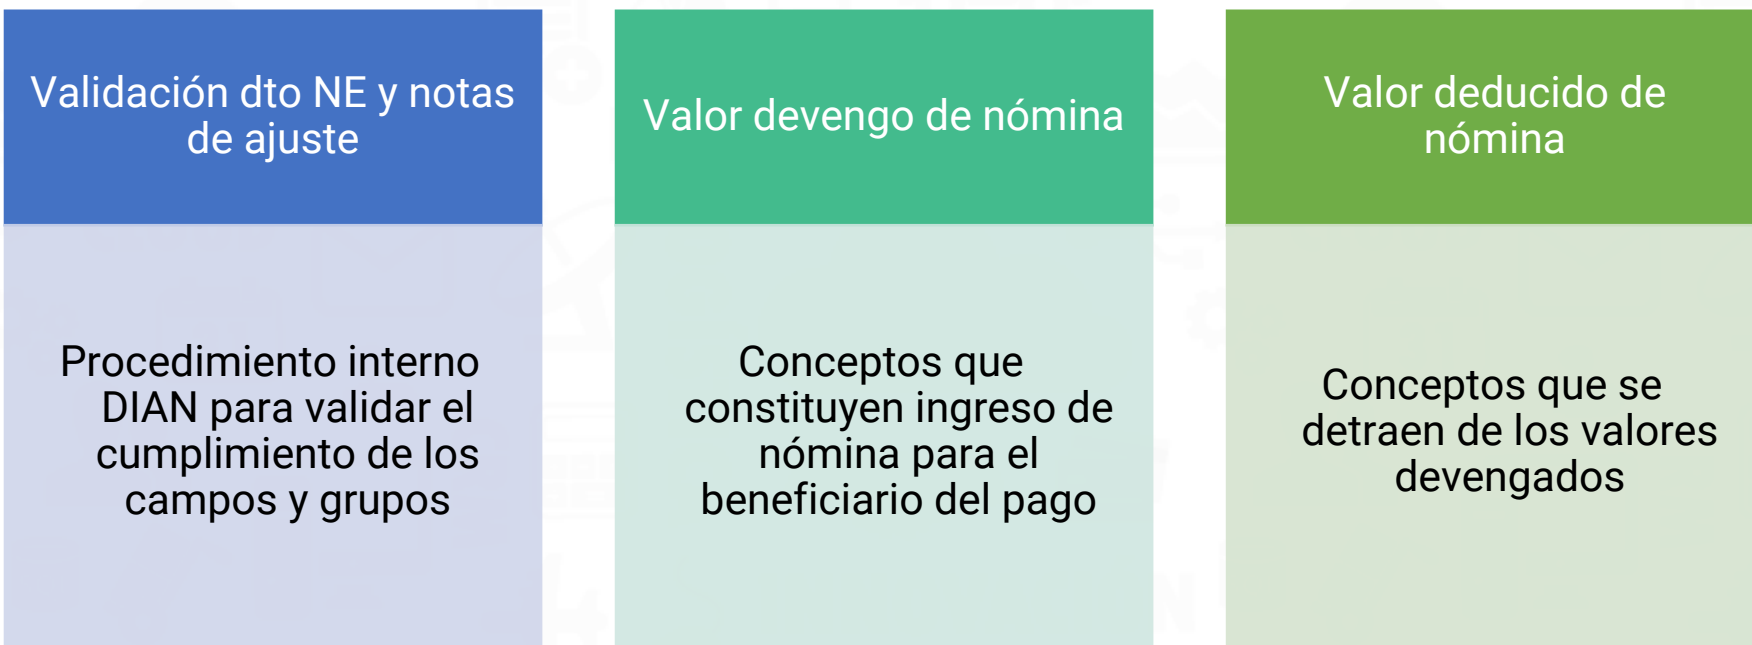 Validación dto NE y notas
de ajuste
Procedimiento interno
DIAN para validar el
cumplimiento de los
campos y grupos
Valor devengo de nómina
Conceptos que
constituyen ingreso de
nómina para el
beneficiario del pago
Valor deducido de
nómina
Conceptos que se
detraen de los valores
devengados